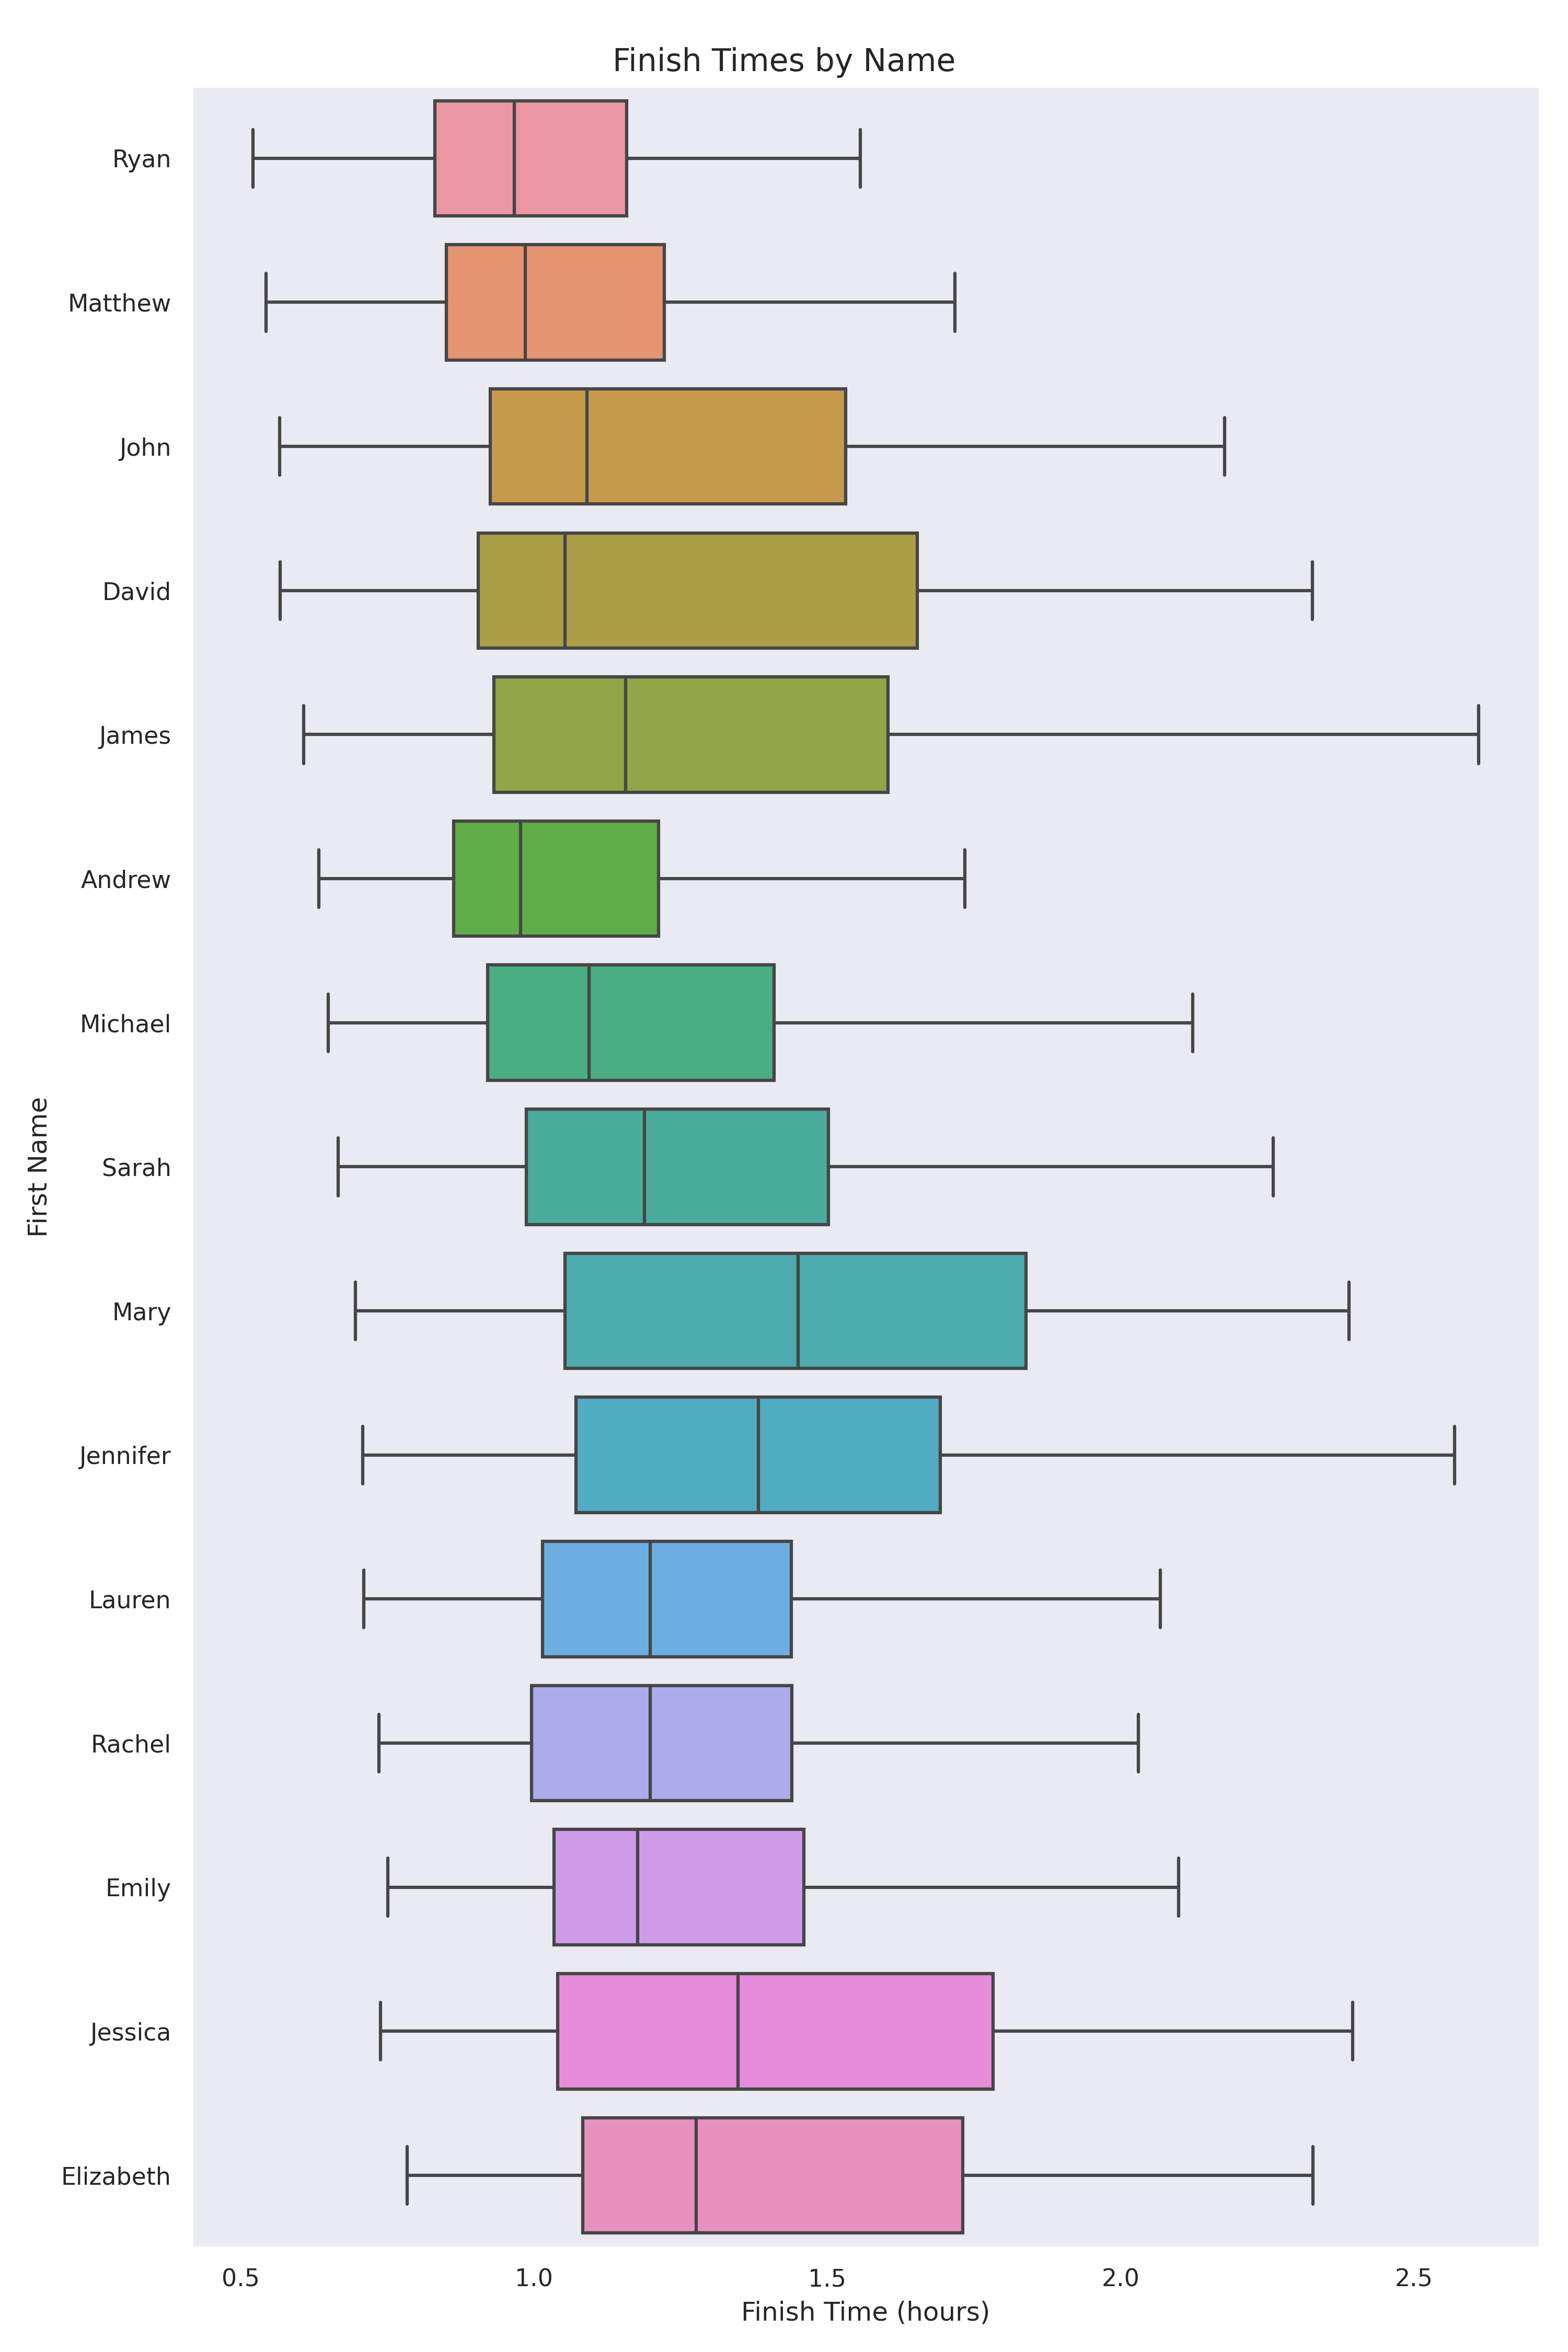 Finish Times by Name
Ryan
Matthew
John
David
James
Andrew
Michael
Sarah
Mary
Jennifer
Lauren
Rachel
Emily
Jessica
Elizabeth
First Name
0.5 1.0 1.5 2.0 2.5
Finish Time (hours)